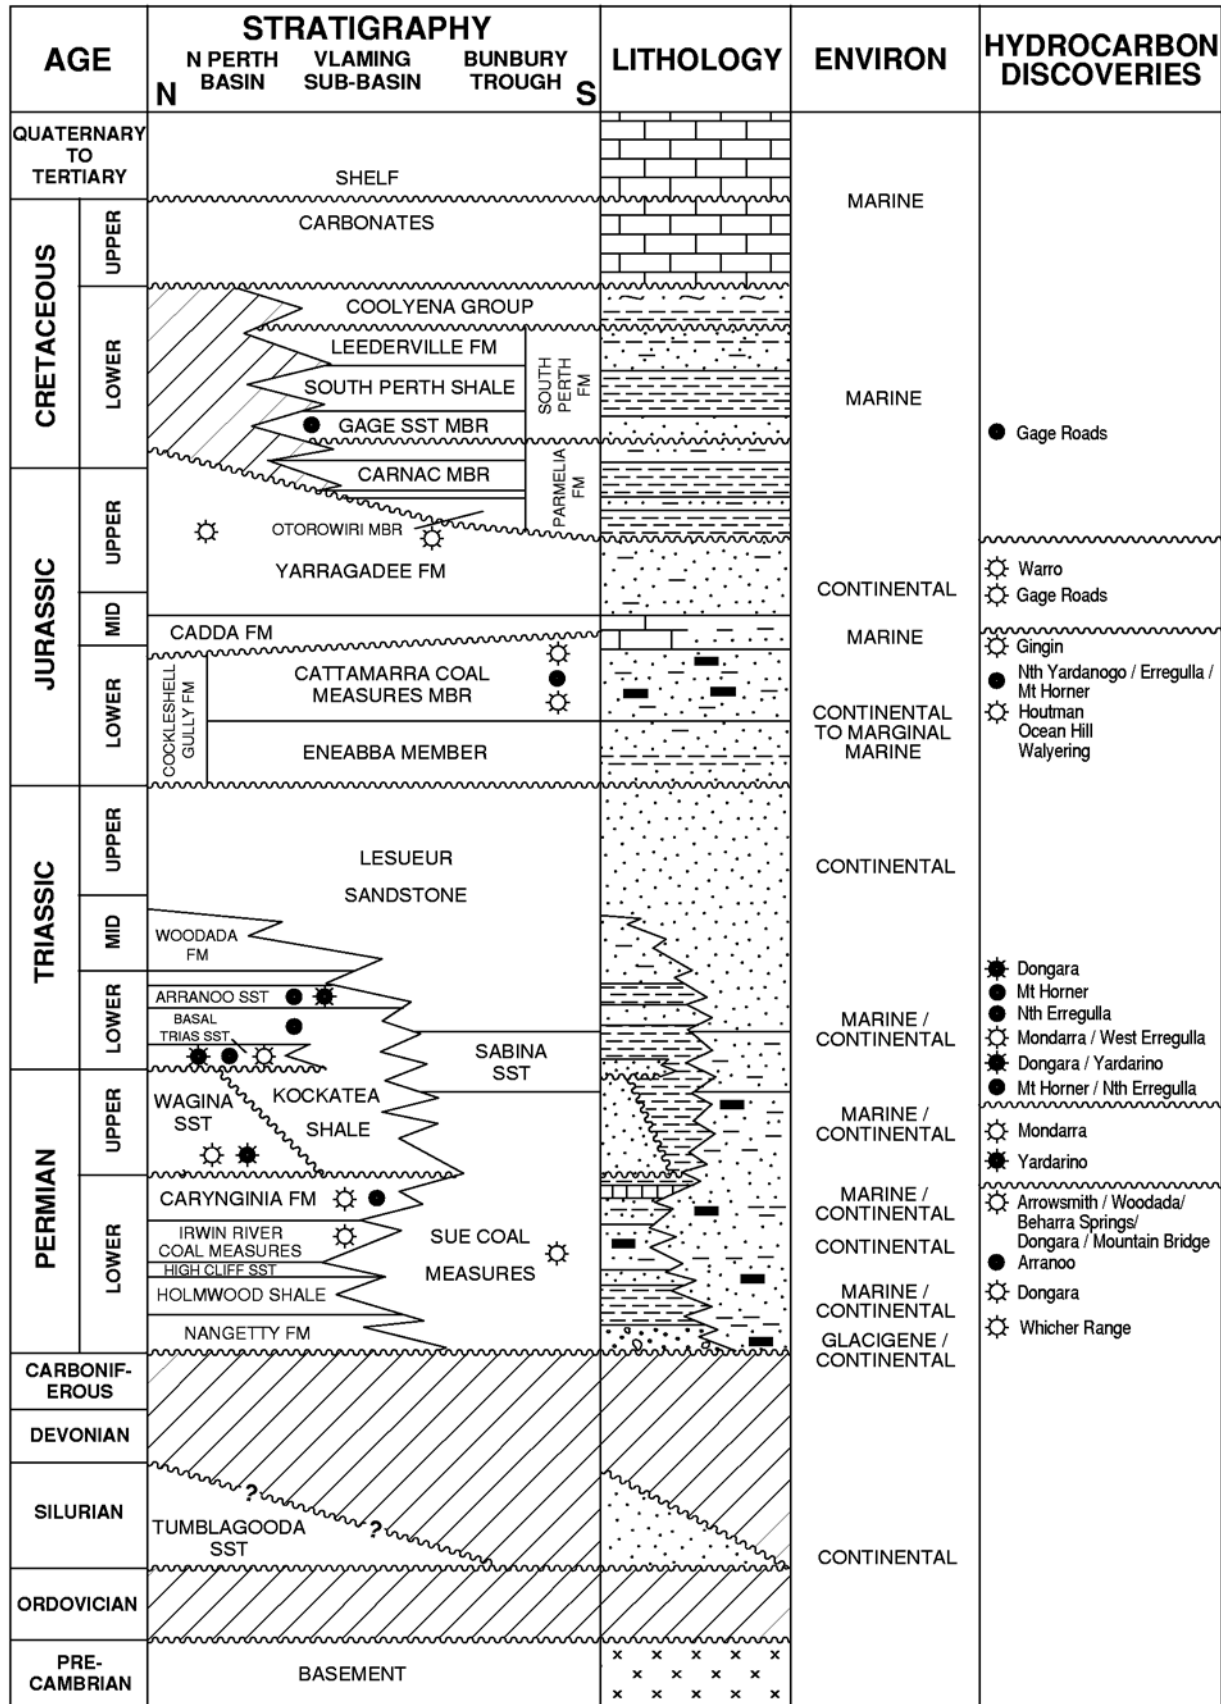 AGE
STRATIGRAPHY
N PERTH
BASIN
VLAMING
SUB-BASIN
BUNBURY
TROUGH
N
S
LITHOLOGY
ENVIRON
HYDROCARBON
DISCOVERIES
QUATERNARY
TO
TERTIARY
SHELF
MARINE
CRETACEOUS
UPPER
CARBONATES
LOWER
COOLYENA GROUP
LEEDERVILLE FM
SOUTH PERTH SHALE
GAGE SST MBR
SOUTH
PERTH
FM
MARINE
Gage Roads
CARNAC MBR
PARMELIA
FM
JURASSIC
UPPER
OTOROWIRI MBR
YARRAGADEE FM
CONTINENTAL
Warro
Gage Roads
MID
CADDA FM
MARINE
Gingin
LOWER
COCKLESHELL
GULLY FM
CATTAMARRA COAL
MEASURES MBR
Nth Yardanogo / Erregulla /
Mt Horner
CONTINENTAL
TO MARGINAL
MARINE
Houtman
Ocean Hill
Walyering
ENEABBA MEMBER
TRIASSIC
UPPER
LESUEUR
SANDSTONE
CONTINENTAL
MID
WOODADA
FM
LOWER
ARRANOO SST
BASAL
TRIAS SST
SABINA
SST
MARINE /
CONTINENTAL
Dongara
Mt Horner
Nth Erregulla
Mondarra / West Erregulla
Dongara / Yardarino
Mt Horner / Nth Erregulla
PERMIAN
UPPER
WAGINA
SST
KOCKATEA
SHALE
MARINE /
CONTINENTAL
Mondarra
Yardarino
LOWER
CARYNGINIA FM
IRWIN RIVER
COAL MEASURES
HIGH CLIFF SST
HOLMWOOD SHALE
NANGETTY FM
SUE COAL
MEASURES
MARINE /
CONTINENTAL
CONTINENTAL
MARINE /
CONTINENTAL
GLACIGENE /
CONTINENTAL
Arrowsmith / Woodada/
Beharra Springs/
Dongara / Mountain Bridge
Arranoo
Dongara
Whicher Range
CARBONIF-
EROUS
DEVONIAN
SILURIAN
?
?
TUMBLAGOODA
SST
CONTINENTAL
ORDOVICIAN
PRE-
CAMBRIAN
BASEMENT